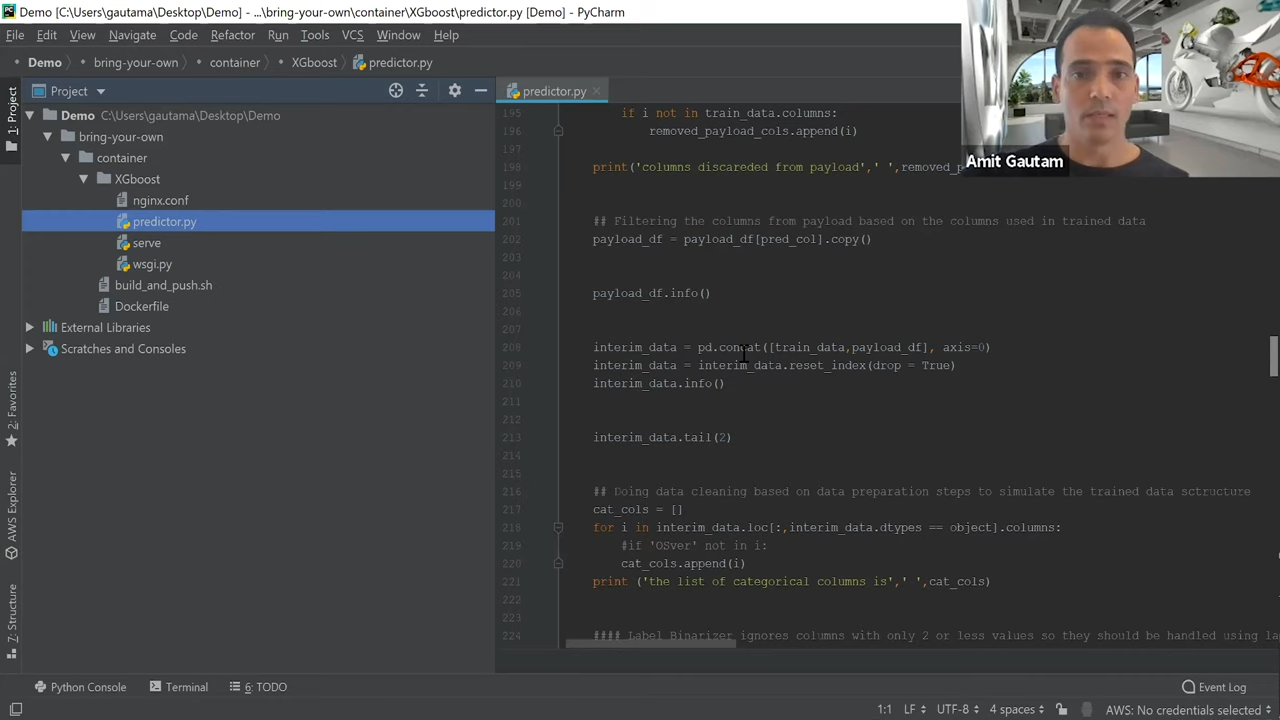 Demo [C:\Users\gautama\Desktop\Demo] - ...\bring-your-own\container\XGboost\predictor.py [Demo] - PyCharm
File Edit View Navigate Code Refactor Run Tools VCS Window Help
Demo bring-your-own container XGboost predictor.py
1: Project
Project
Demo C:\Users\gautama\Desktop\Demo
bring-your-own
container
XGboost
nginx.conf
predictor.py
serve
wsgi.py
build_and_push.sh
Dockerfile
External Libraries
Scratches and Consoles
2: Favorites
AWS Explorer
7: Structure
predictor.py
195 if i not in train_data.columns:
196 removed_payload_cols.append(i)
197
198 print('columns discareded from payload',' ',removed_p
199
200
201 ## Filtering the columns from payload based on the columns used in trained data
202 payload_df = payload_df[pred_col].copy()
203
204
205 payload_df.info()
206
207
208 interim_data = pd.concat([train_data,payload_df], axis=0)
209 interim_data = interim_data.reset_index(drop = True)
210 interim_data.info()
211
212
213 interim_data.tail(2)
214
215
216 ## Doing data cleaning based on data preparation steps to simulate the trained data sctructure
217 cat_cols = []
218 for i in interim_data.loc[:,interim_data.dtypes == object].columns:
219 #if 'OSver' not in i:
220 cat_cols.append(i)
221 print ('the list of categorical columns is',' ',cat_cols)
222
223
224 #### Label Binarizer ignores columns with only 2 or less values so they should be handled using la
Amit Gautam
Python Console Terminal 6: TODO Event Log
1:1 LF UTF-8 4 spaces AWS: No credentials selected